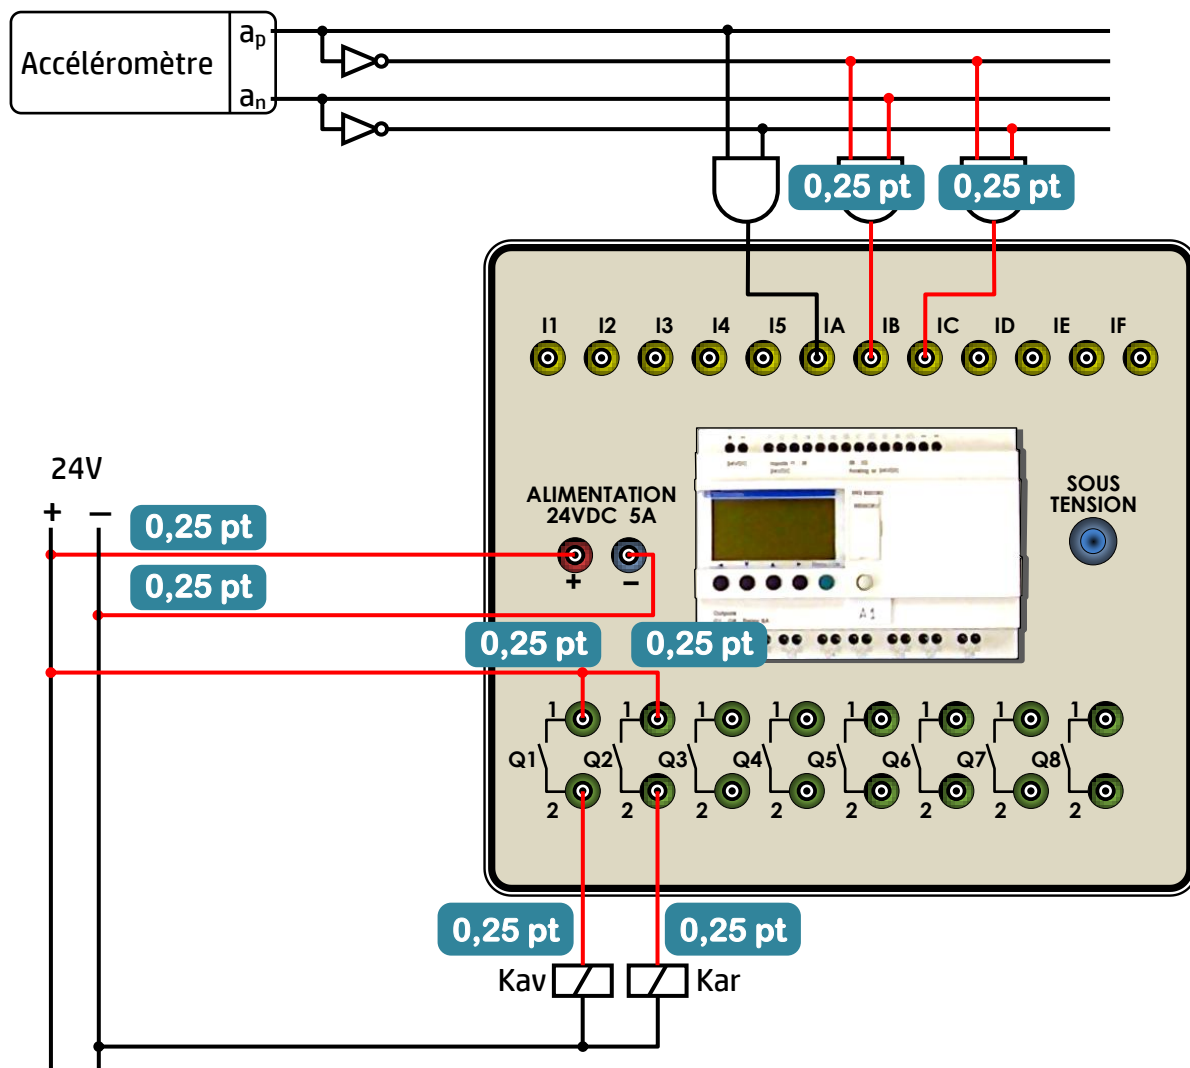 Accéléromètre
ap
an
0,25 pt
0,25 pt
I1 I2 I3 I4 I5 IA IB IC ID IE IF
24V
+ –
0,25 pt
0,25 pt
ALIMENTATION
24VDC 5A
+ –
SOUS
TENSION
A1
0,25 pt
0,25 pt
1 1 1 1 1 1 1 1
Q1 Q2 Q3 Q4 Q5 Q6 Q7 Q8
2 2 2 2 2 2 2 2
0,25 pt
0,25 pt
Kav
Kar